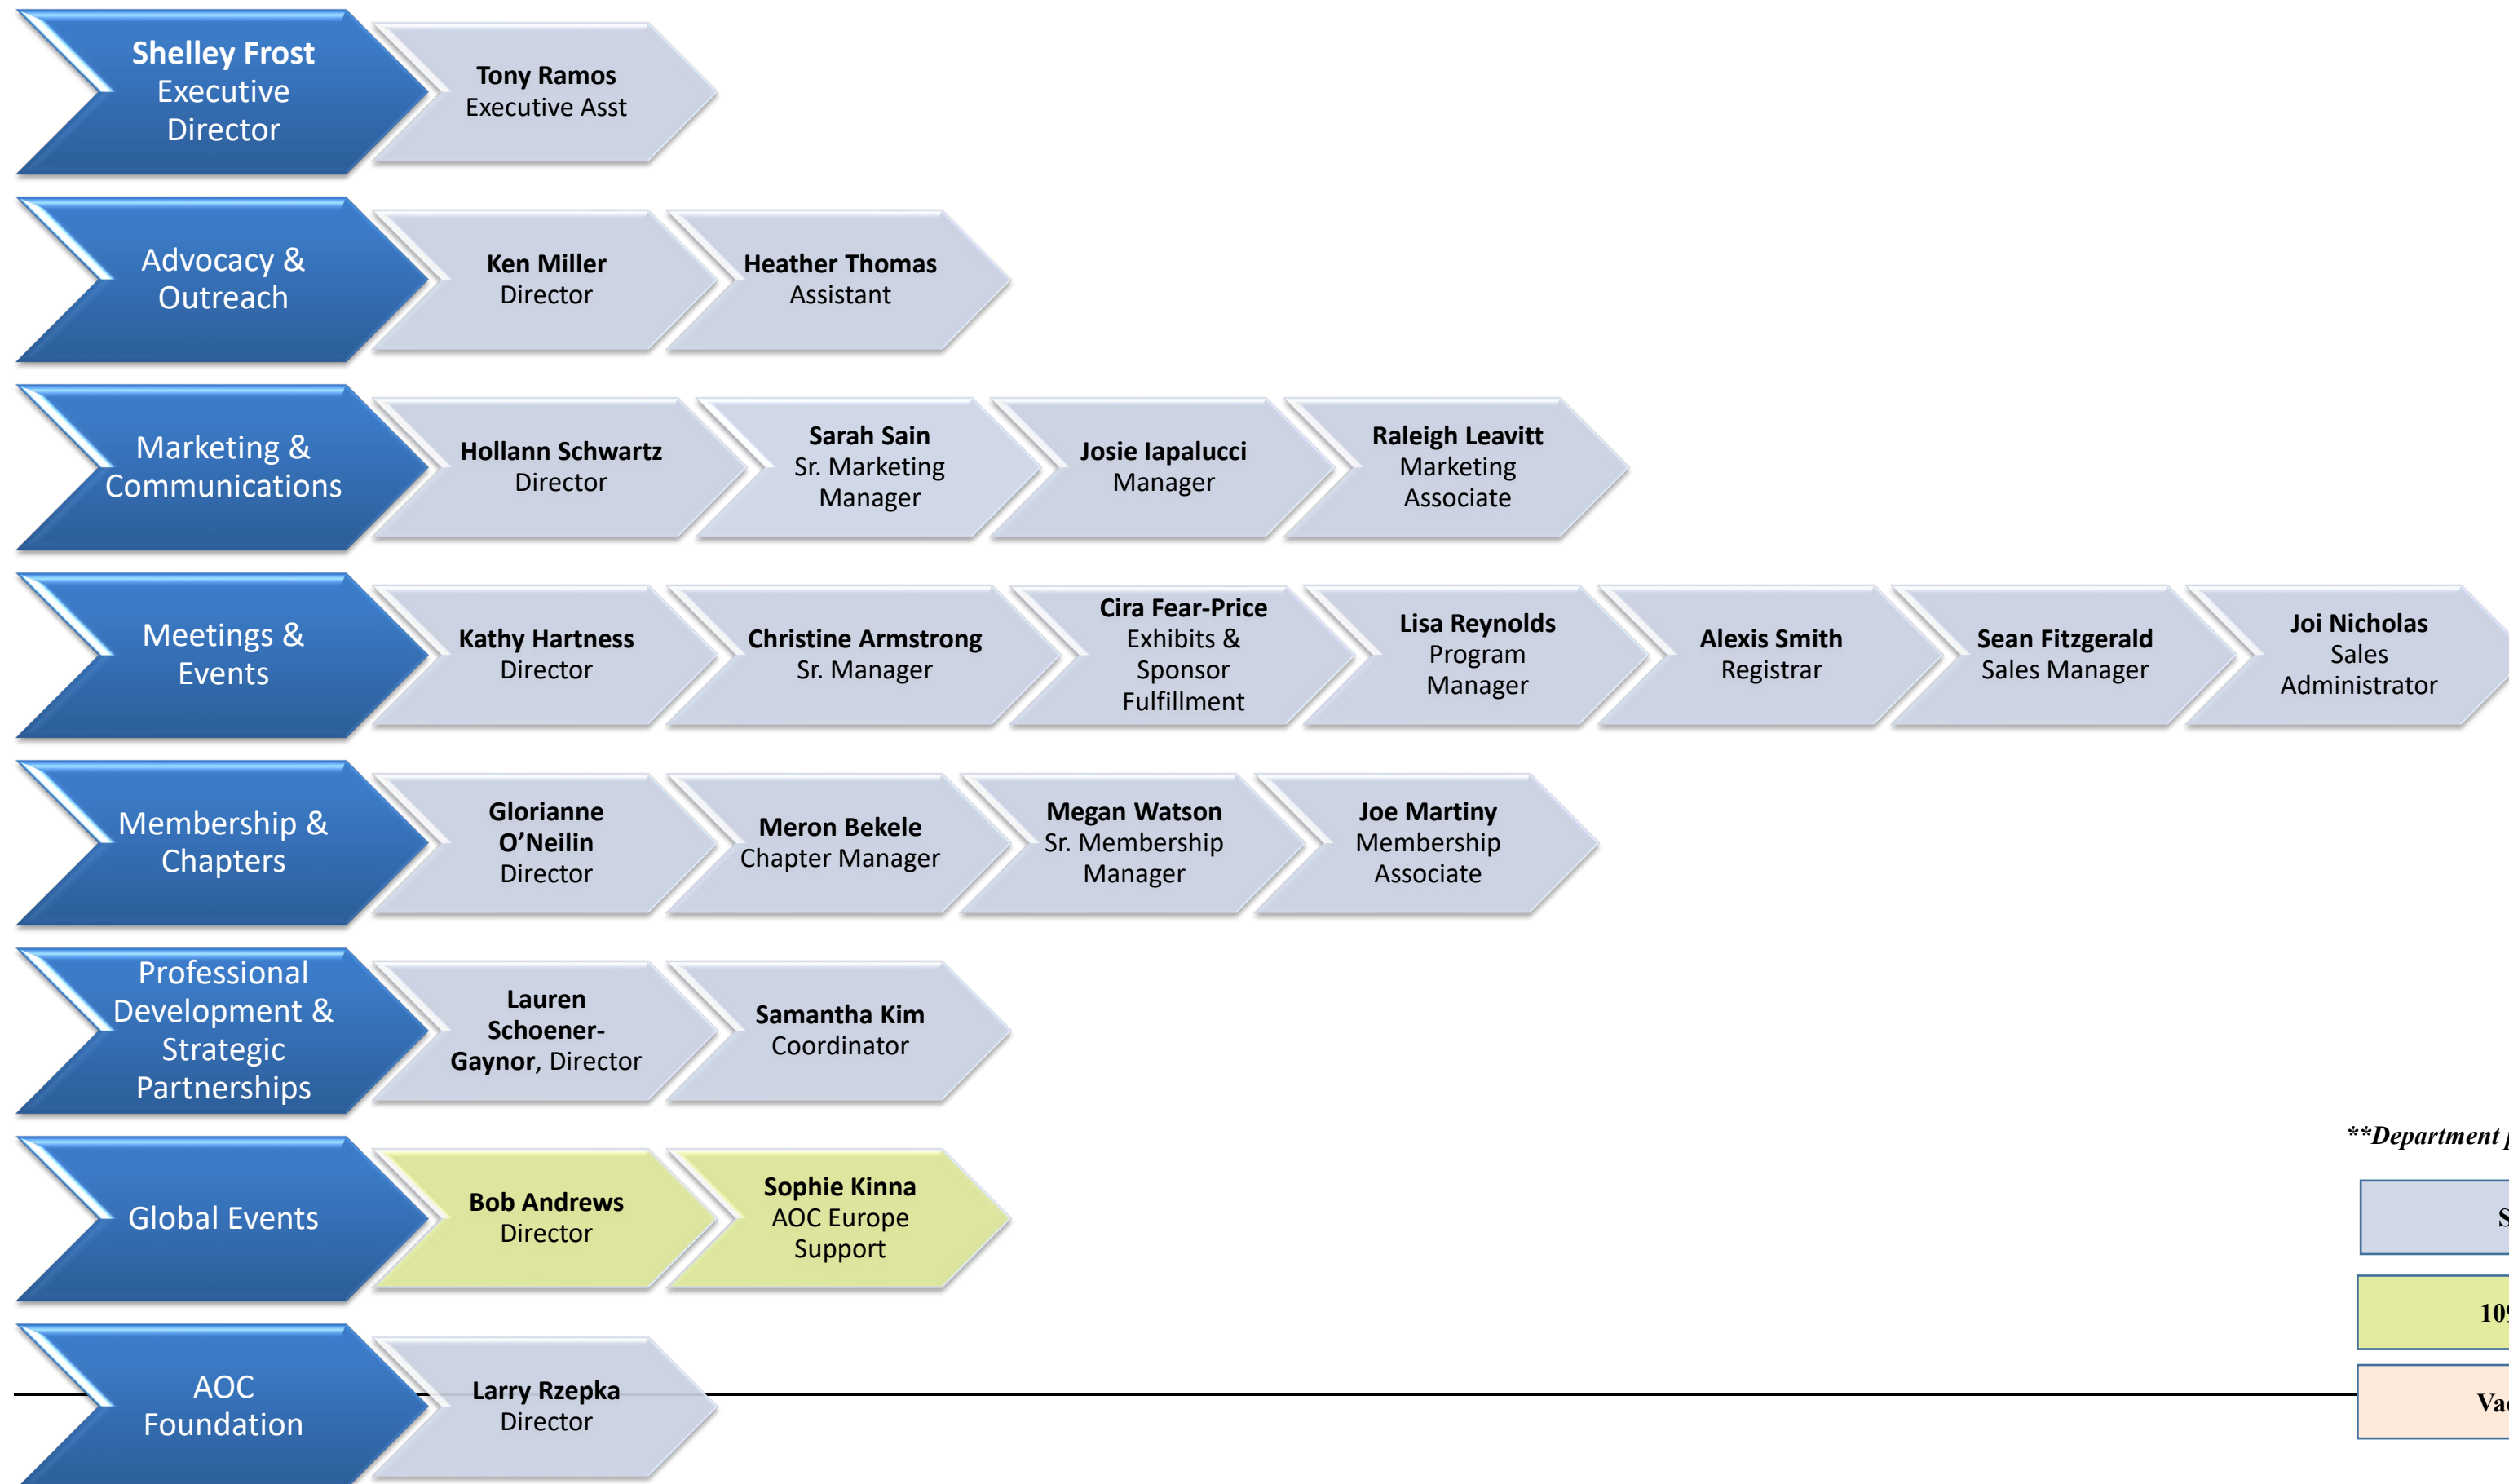 Shelley Frost
Executive
Director
Tony Ramos
Executive Asst
Advocacy &
Outreach
Ken Miller
Director
Heather Thomas
Assistant
Marketing &
Communications
Hollann Schwartz
Director
Sarah Sain
Sr. Marketing
Manager
Josie Iapalucci
Manager
Raleigh Leavitt
Marketing
Associate
Meetings &
Events
Kathy Hartness
Director
Christine Armstrong
Sr. Manager
Cira Fear-Price
Exhibits &
Sponsor
Fulfillment
Lisa Reynolds
Program
Manager
Alexis Smith
Registrar
Sean Fitzgerald
Sales Manager
Joi Nicholas
Sales
Administrator
Membership &
Chapters
Glorianne
O’Neilin
Director
Meron Bekele
Chapter Manager
Megan Watson
Sr. Membership
Manager
Joe Martiny
Membership
Associate
Professional
Development &
Strategic
Partnerships
Lauren
Schoener-
Gaynor, Director
Samantha Kim
Coordinator
Global Events
Bob Andrews
Director
Sophie Kinna
AOC Europe
Support
AOC
Foundation
Larry Rzepka
Director
**Department